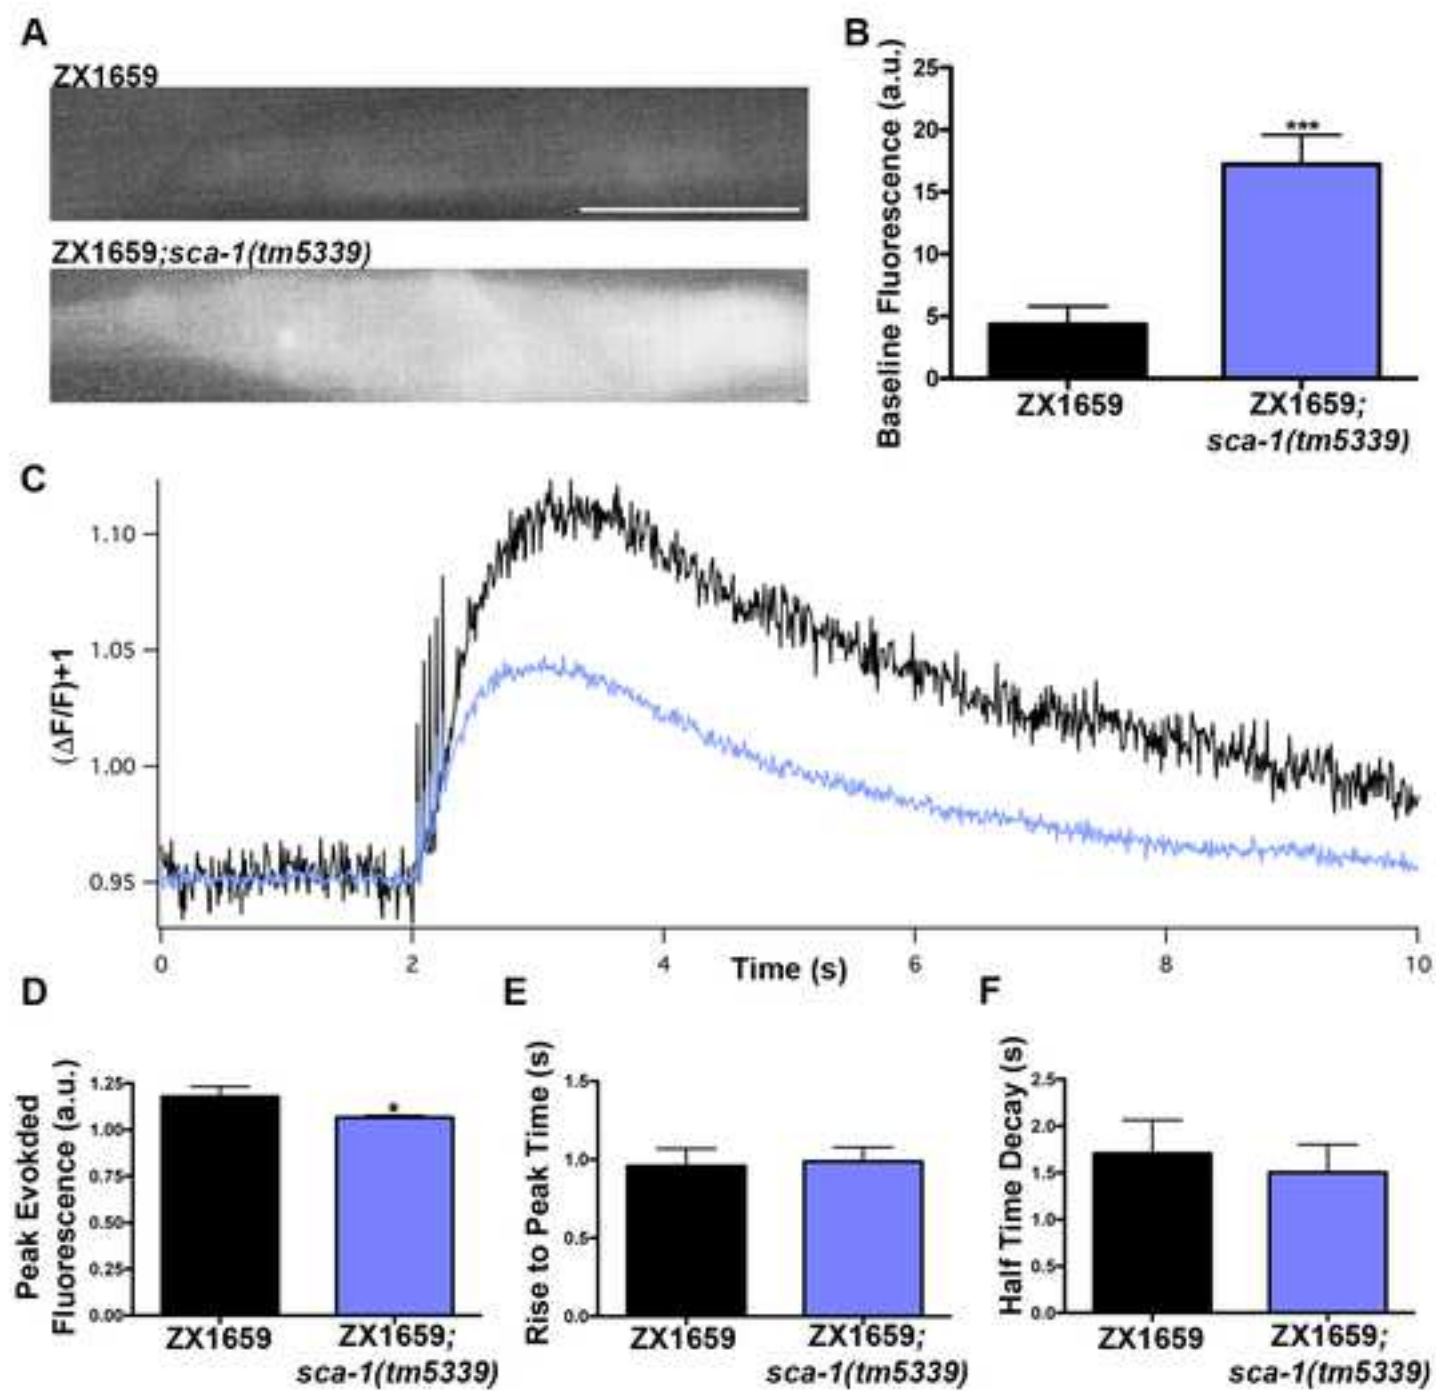 A
ZX1659
ZX1659;sca-1(tm5339)
B
Baseline Fluorescence (a.u.)
25
20
15
10
5
0
***
ZX1659
ZX1659;
sca-1(tm5339)
C
(ΔF/F)+1
1.10
1.05
1.00
0.95
0
2
4
6
8
10
Time (s)
D
Peak Evokded
Fluorescence (a.u.)
1.25
1.00
0.75
0.50
0.25
0.00
*
ZX1659
ZX1659;
sca-1(tm5339)
E
Rise to Peak Time (s)
1.5
1.0
0.5
0.0
ZX1659
ZX1659;
sca-1(tm5339)
F
Half Time Decay (s)
2.5
2.0
1.5
1.0
0.5
0.0
ZX1659
ZX1659;
sca-1(tm5339)